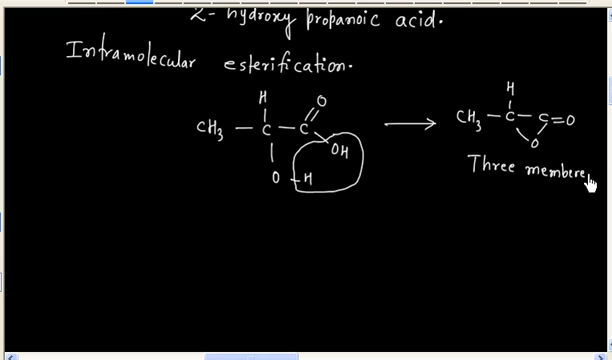 2- hydroxy propanoic acid.
Intramolecular esterification.
H O H
CH3 - C - C → CH3 - C - C = O
OH O
O - H Three membere